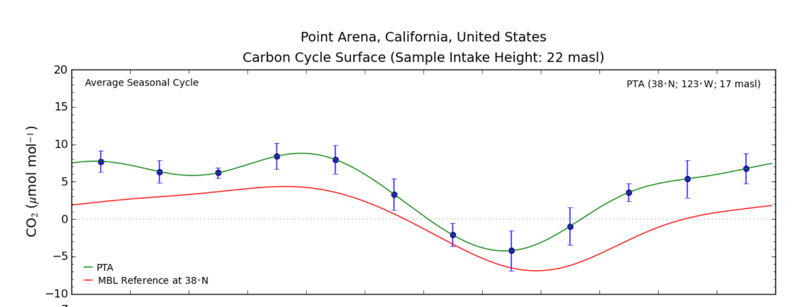 Point Arena, California, United States
Carbon Cycle Surface (Sample Intake Height: 22 masl)
20
Average Seasonal Cycle
PTA (38◦N; 123◦W; 17 masl)
15
10
5
0
−5
−10
CO₂ (μmol mol⁻¹)
PTA
MBL Reference at 38◦N